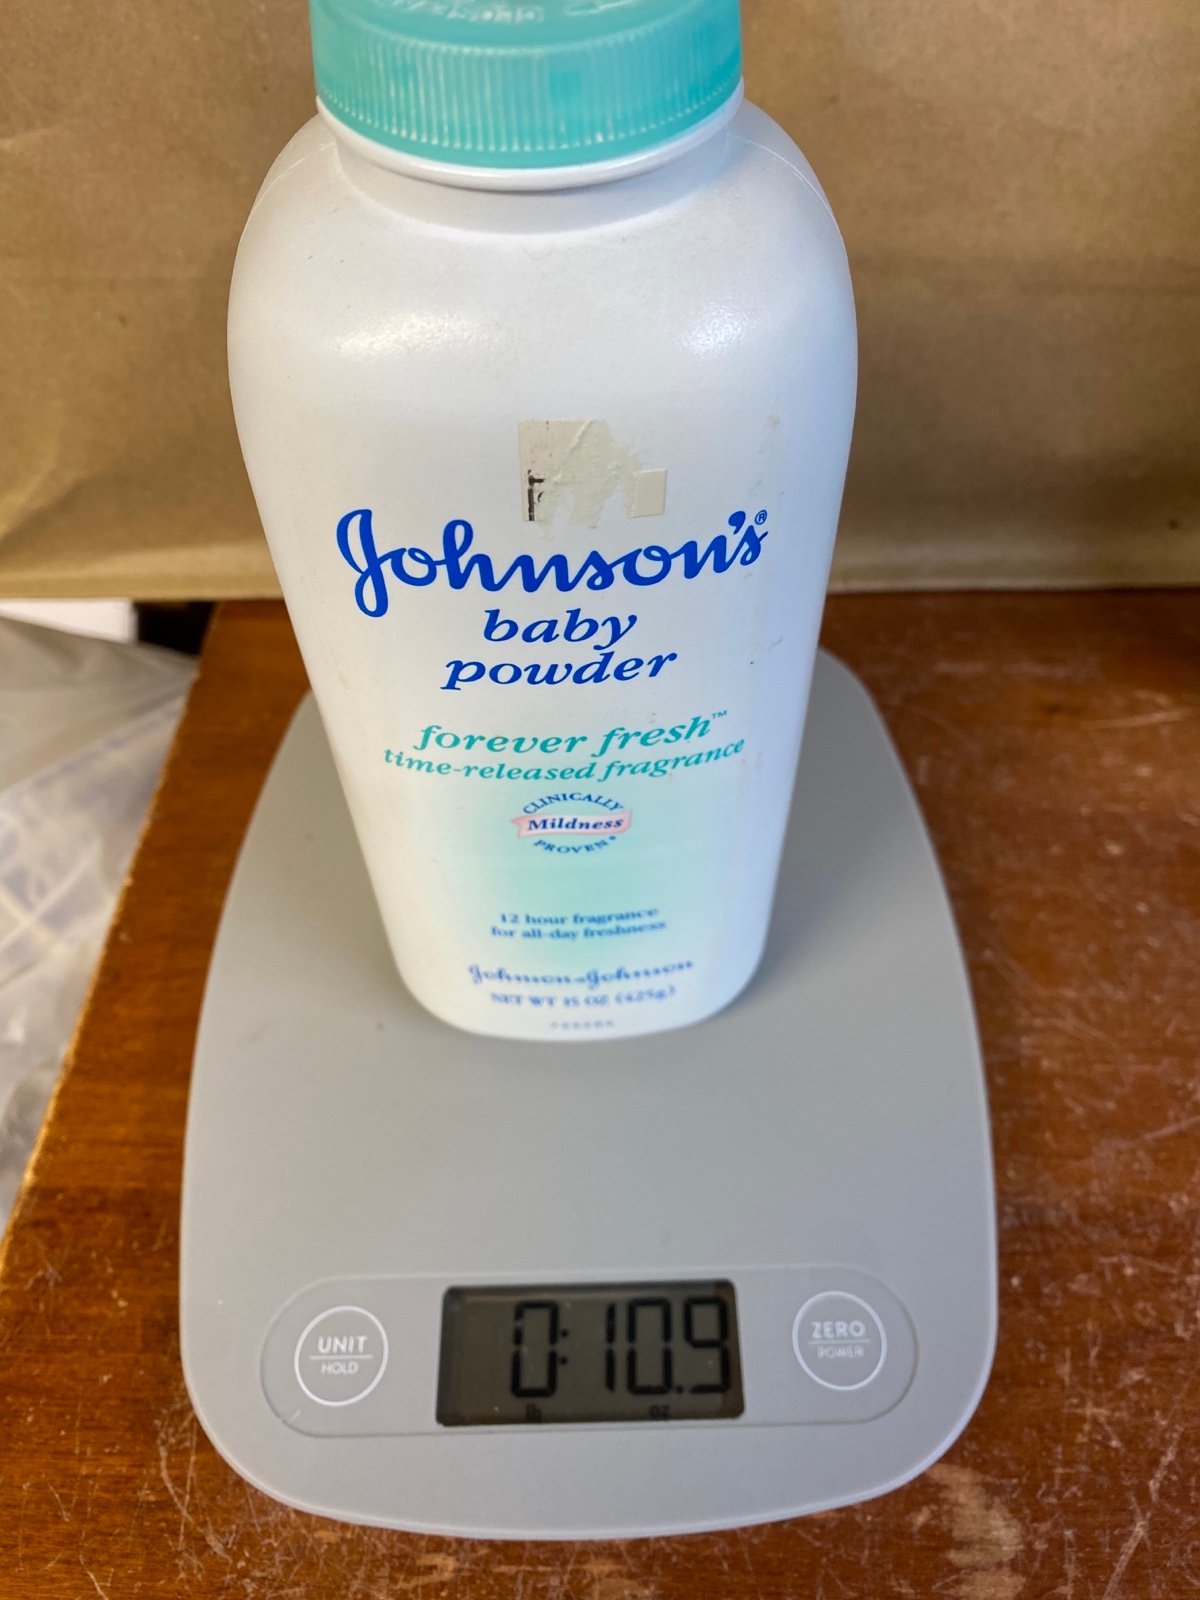 Johnson's®
baby
powder
forever fresh™
time-released fragrance
CLINICALLY
Mildness
PROVEN*
12 hour fragrance
for all-day freshness
Johnson & Johnson
NET WT 15 OZ (425g)
UNIT
HOLD
0:10.9
lb oz
ZERO
POWER